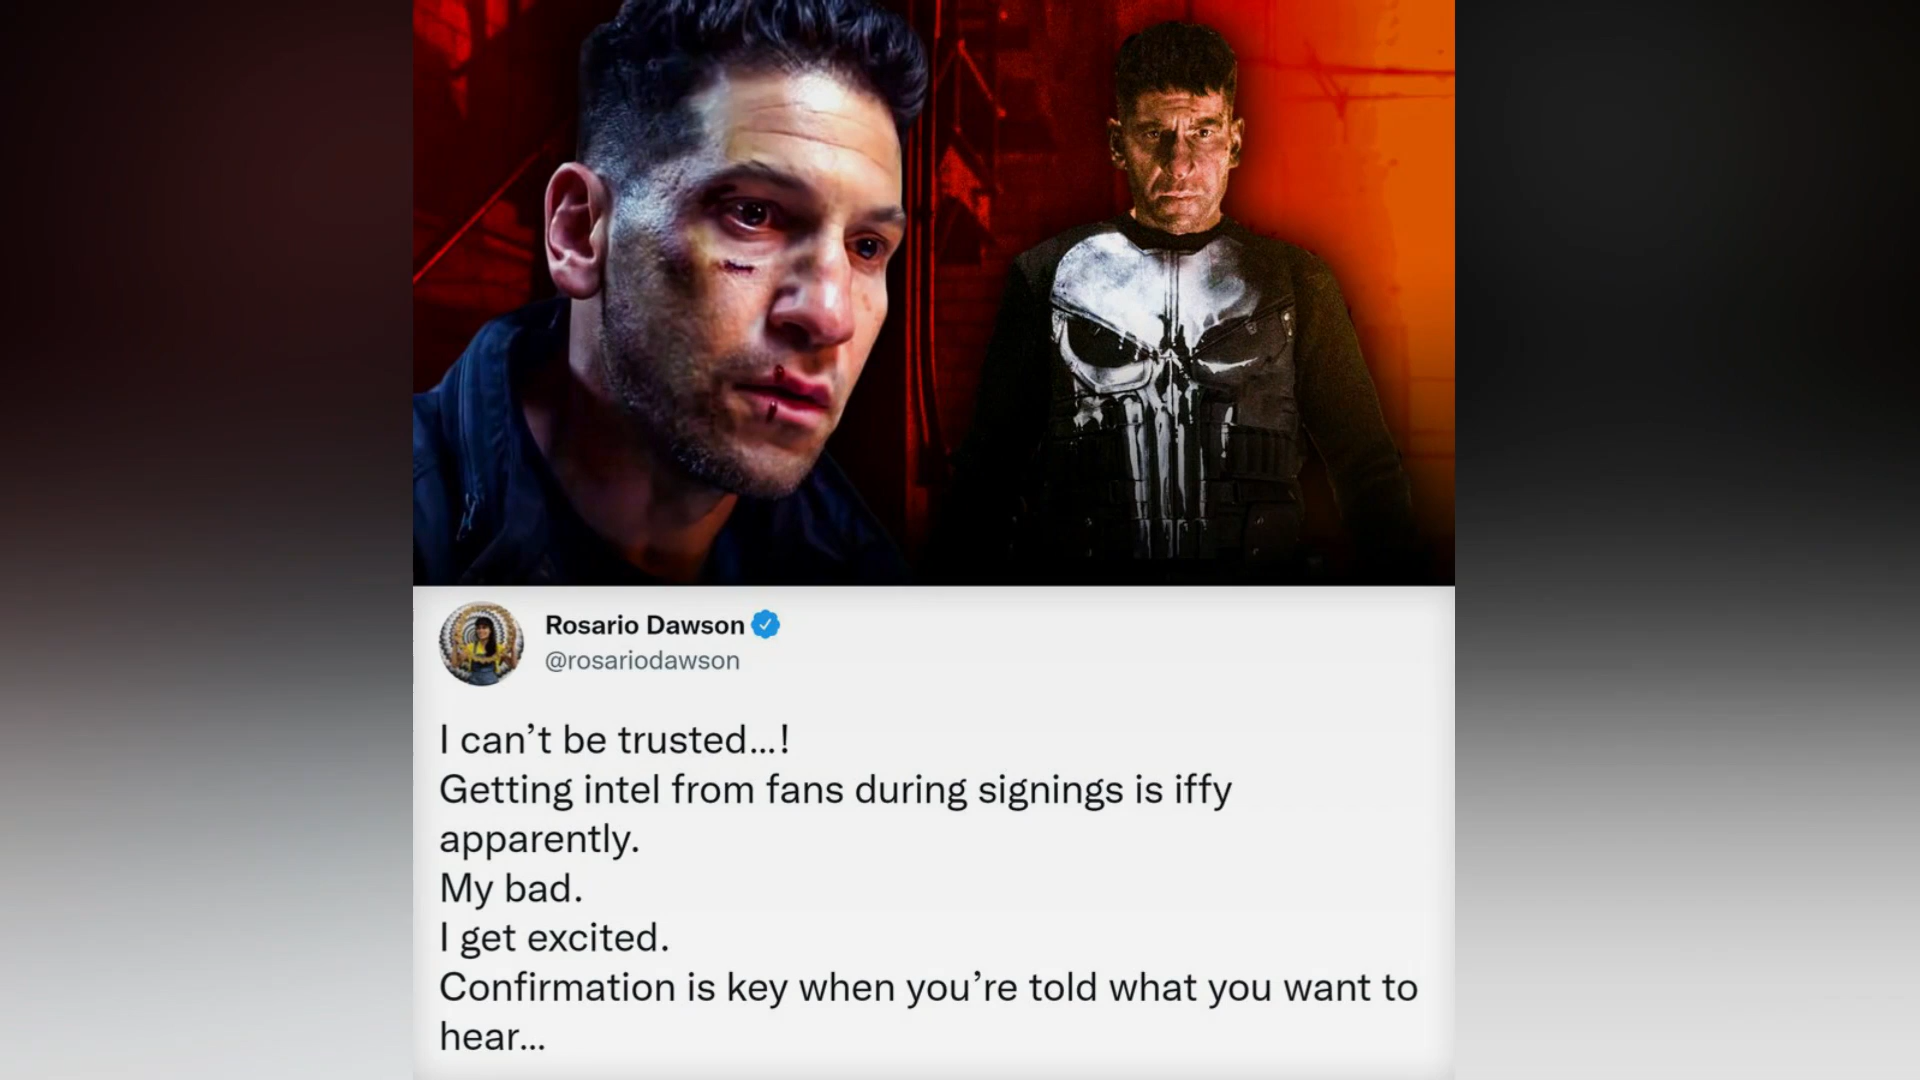 Rosario Dawson
@rosariodawson
I can’t be trusted...!
Getting intel from fans during signings is iffy
apparently.
My bad.
I get excited.
Confirmation is key when you’re told what you want to
hear...